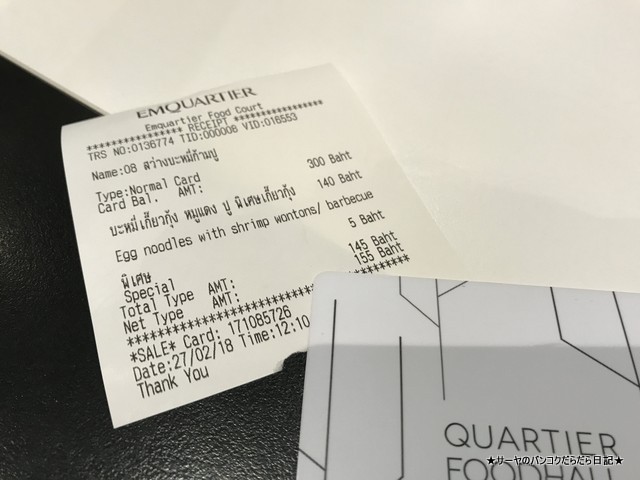 EMQUARTIER
Emquartier Food Court
***************** RECEIPT *****************
TRS NO:0136774 TID:000008 VID:016553
Name:08 สว่างบะหมี่ก้ามปู
Type:Normal Card
Card Bal. AMT: 300 Baht
บะหมี่เกี๊ยวกุ้ง หมูแดง ปู พิเศษเกี๊ยวกุ้ง 140 Baht
Egg noodles with shrimp wontons/ barbecue
พิเศษ 5 Baht
Special
Total Type AMT: 145 Baht
Net Type AMT: 155 Baht
****************************************
*SALE* Card: 171085726
Date:27/02/18 Time:12:10
Thank You
QUARTIER
FOODHALL
★サーヤのバンコクだらだら日記★